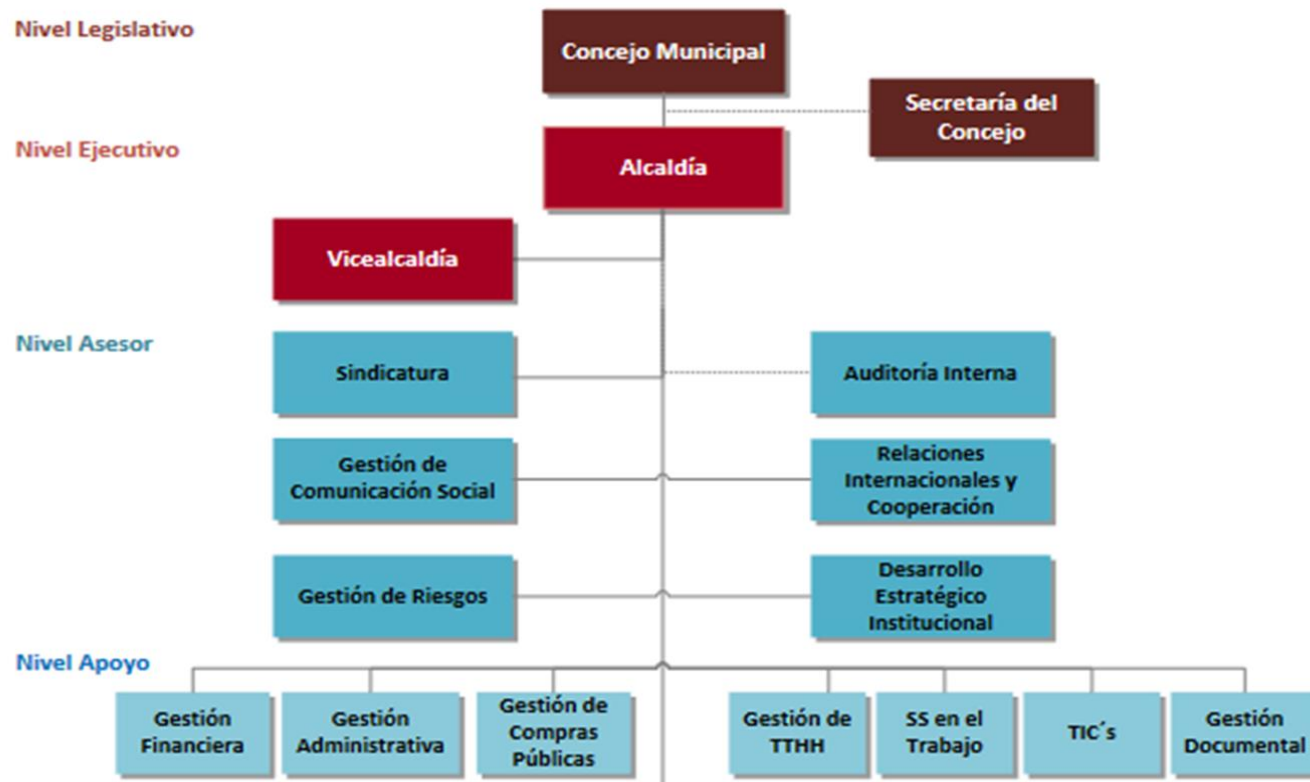 Nivel Legislativo
Concejo Municipal
Secretaría del
Concejo
Nivel Ejecutivo
Alcaldía
Vicealcaldía
Nivel Asesor
Sindicatura
Auditoría Interna
Gestión de
Comunicación Social
Relaciones
Internacionales y
Cooperación
Gestión de Riesgos
Desarrollo
Estratégico
Institucional
Nivel Apoyo
Gestión
Financiera
Gestión
Administrativa
Gestión de
Compras
Públicas
Gestión de
TTHH
SS en el
Trabajo
TIC´s
Gestión
Documental